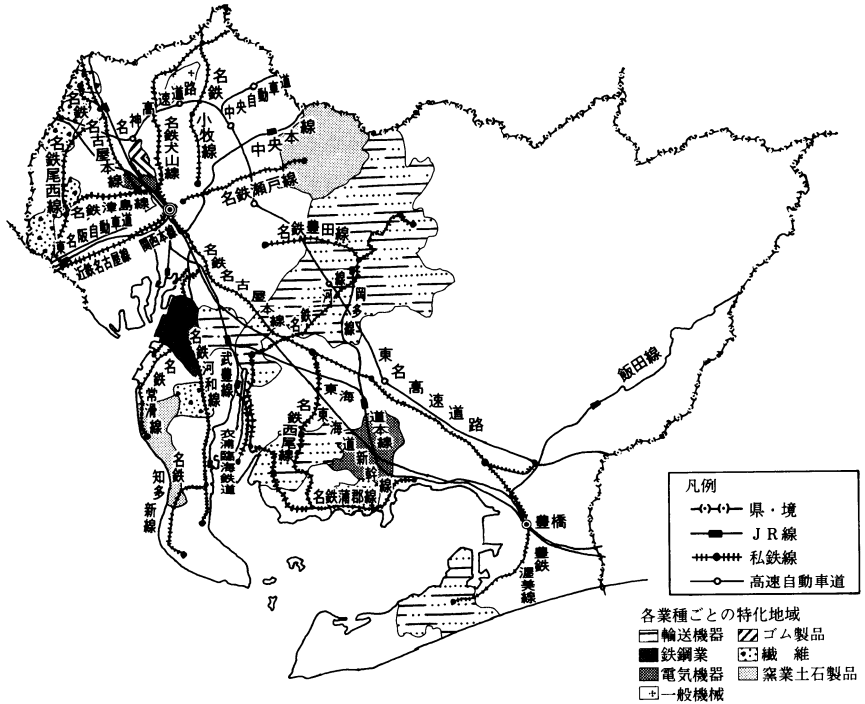 名鉄
名古屋本線
名鉄尾西線
名神高速道路
名鉄犬山線
名鉄
小牧線
中央自動車道
中央本線
名鉄瀬戸線
名鉄津島線
東名阪自動車道
近鉄名古屋線
関西本線
名鉄豊田線
名鉄名古屋本線
名鉄三河線
岡多線
名鉄常滑線
名鉄河和線
武豊線
衣浦臨海鉄道
名鉄
知多新線
名鉄西尾線
東海道本線
東海道新幹線
名鉄蒲郡線
東名高速道路
飯田線
豊橋
豊鉄
渥美線
凡例
県・境
JR線
私鉄線
高速自動車道
各業種ごとの特化地域
輸送機器
ゴム製品
鉄鋼業
繊維
電気機器
窯業土石製品
一般機械